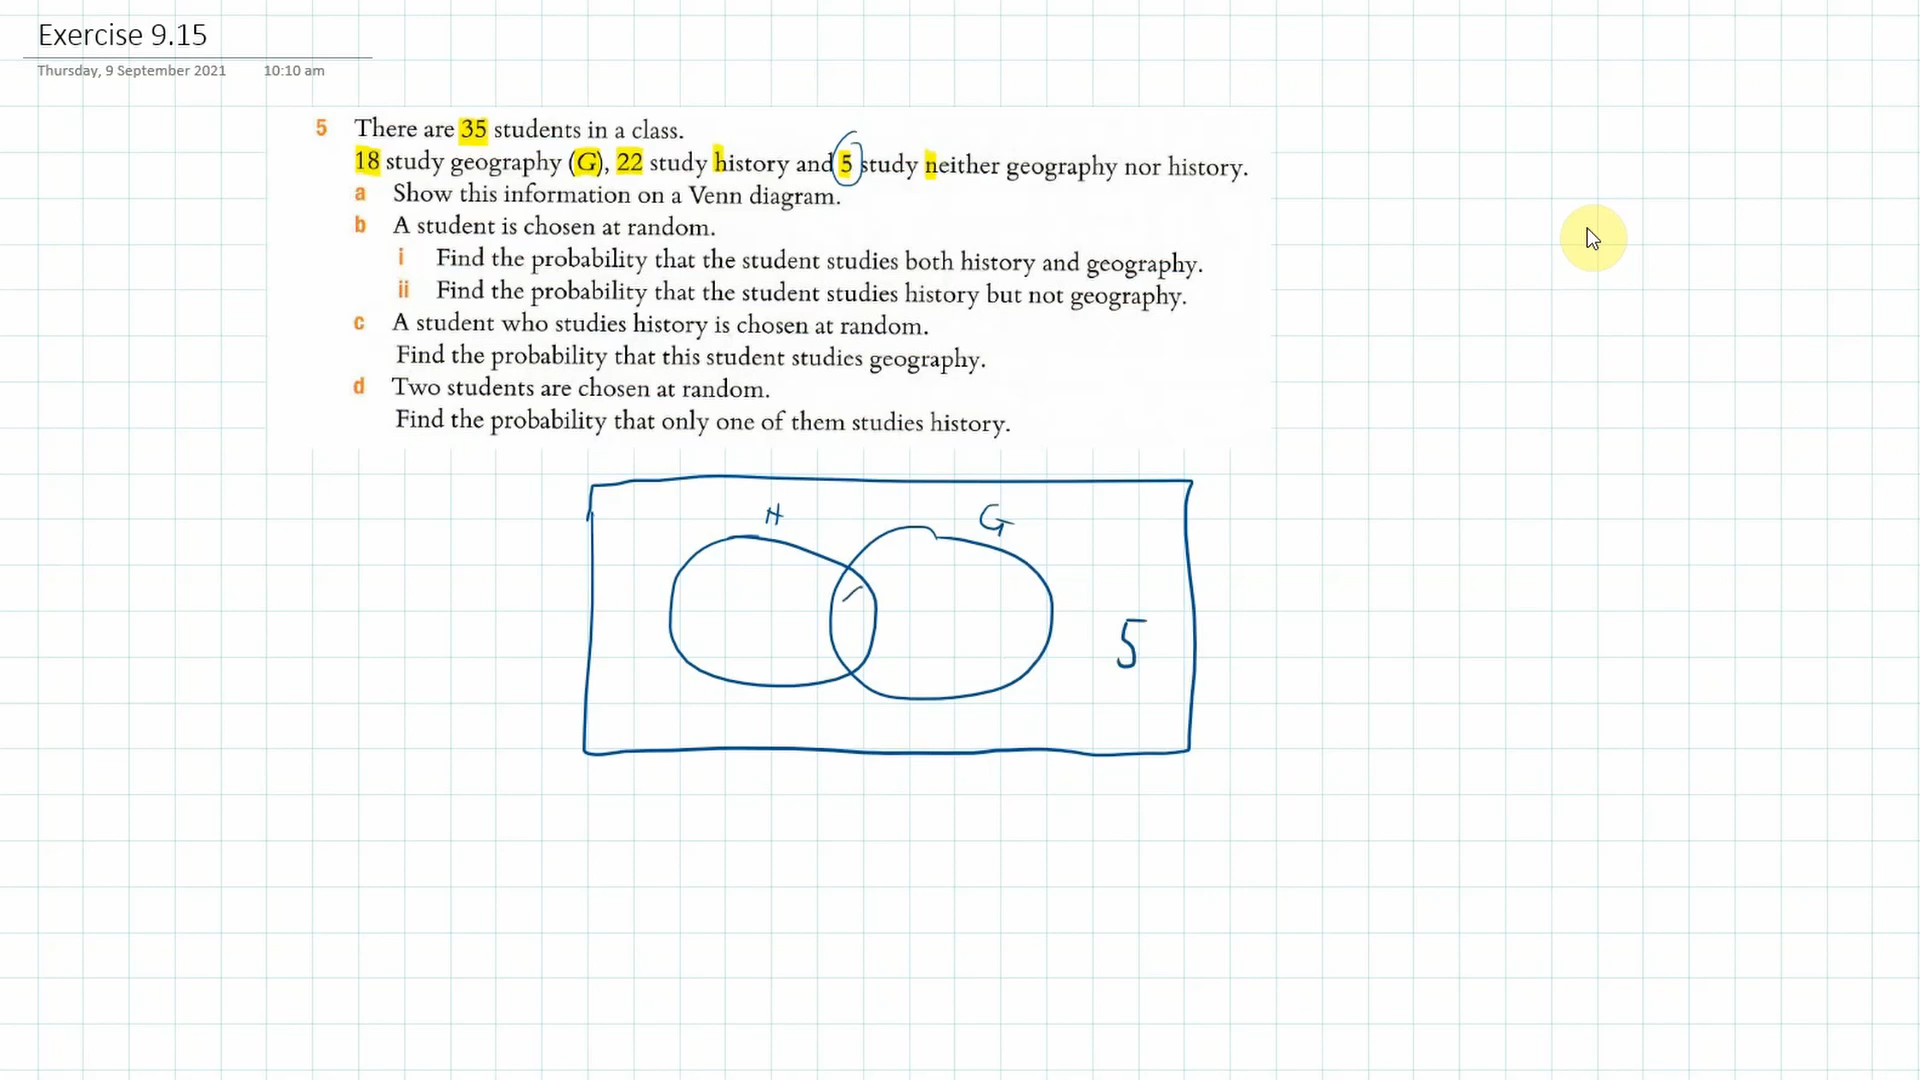 Exercise 9.15
Thursday, 9 September 2021 10:10 am
5 There are 35 students in a class.
18 study geography (G), 22 study history and 5 study neither geography nor history.
a Show this information on a Venn diagram.
b A student is chosen at random.
i Find the probability that the student studies both history and geography.
ii Find the probability that the student studies history but not geography.
c A student who studies history is chosen at random.
Find the probability that this student studies geography.
d Two students are chosen at random.
Find the probability that only one of them studies history.
H G
5